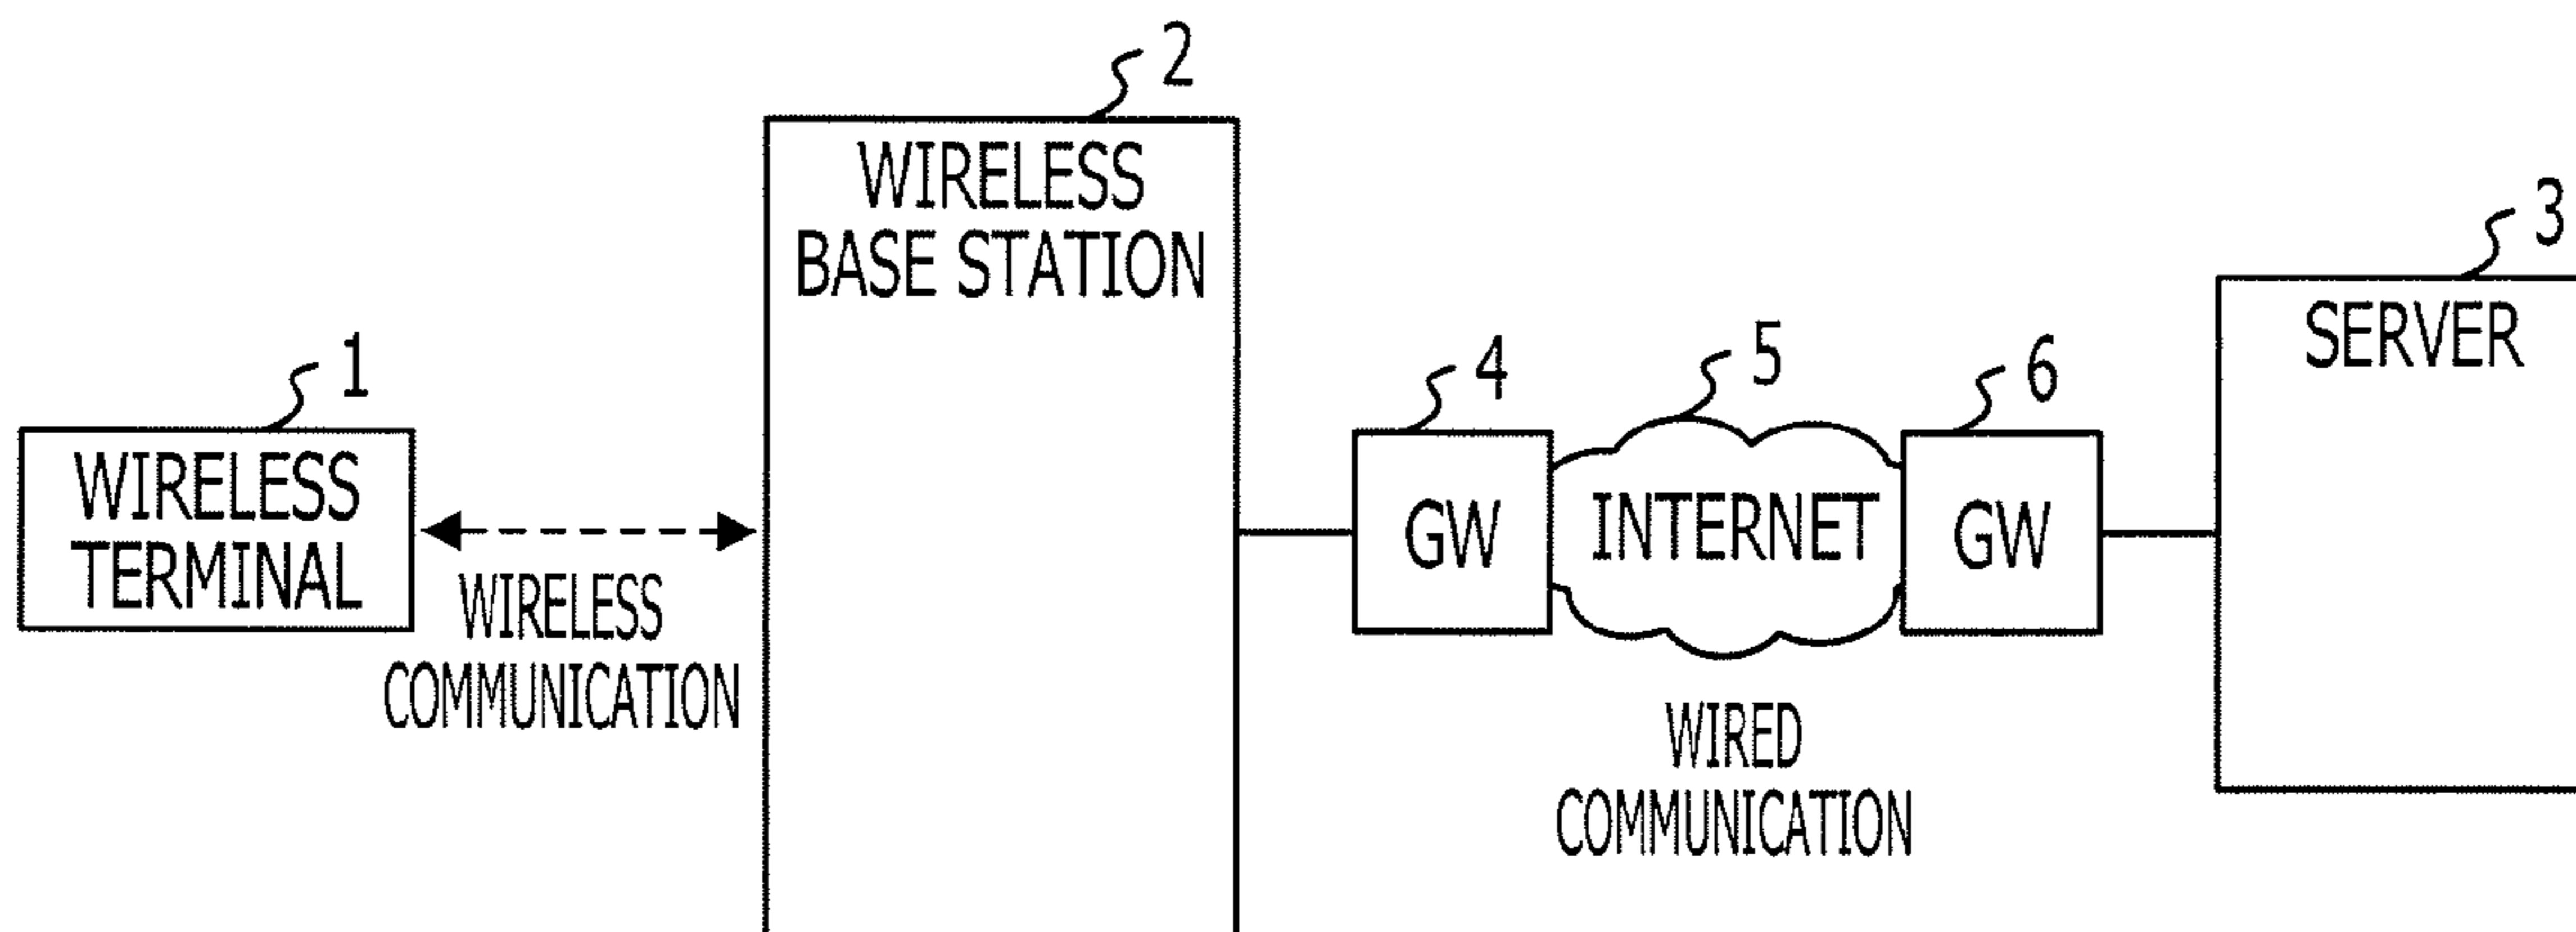 2
WIRELESS
BASE STATION
3
SERVER
1
WIRELESS
TERMINAL
WIRELESS
COMMUNICATION
4
GW
5
INTERNET
6
GW
WIRED
COMMUNICATION